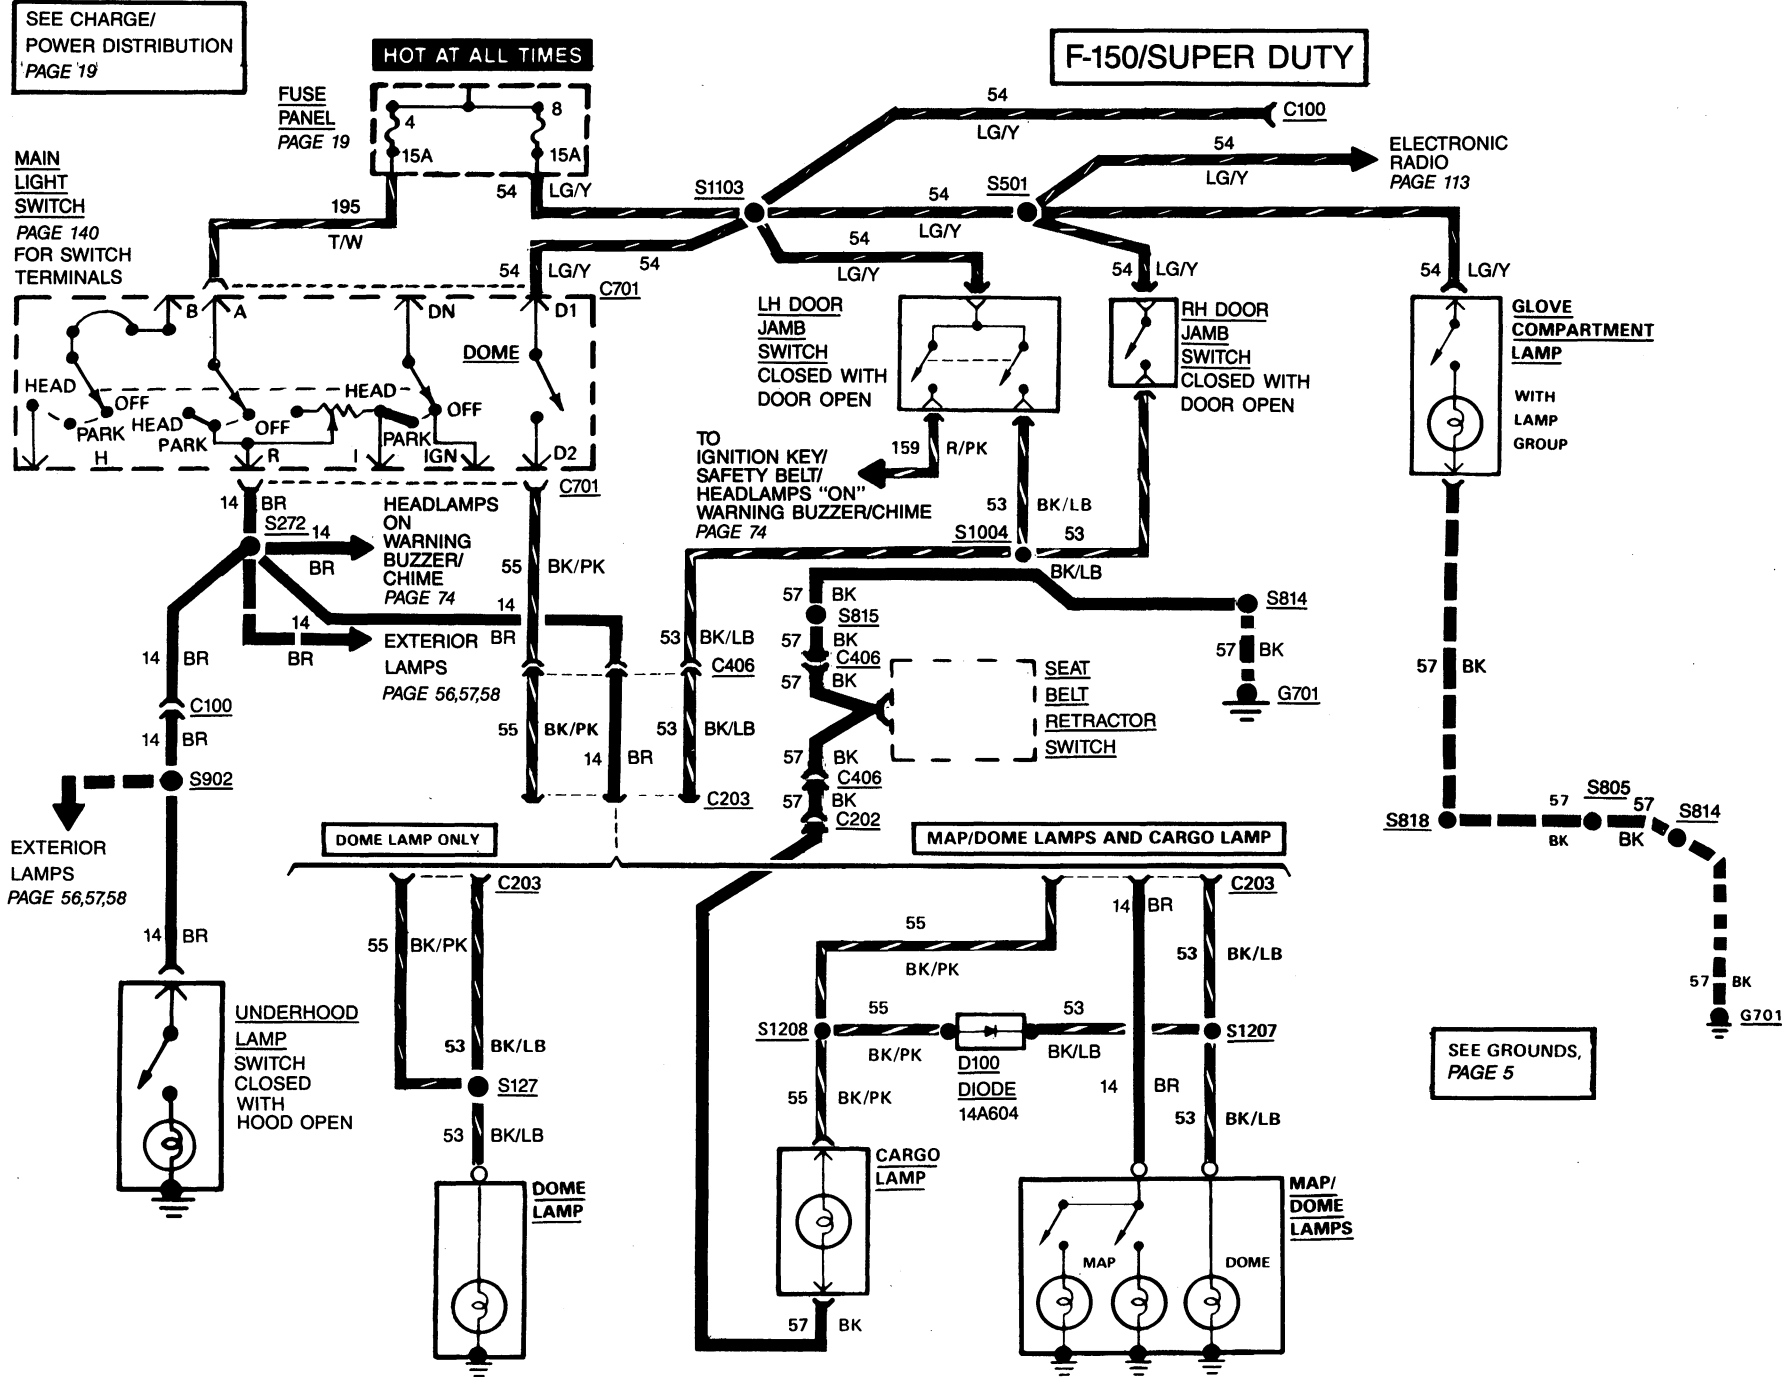 SEE CHARGE/
POWER DISTRIBUTION
PAGE 19
HOT AT ALL TIMES
F-150/SUPER DUTY
FUSE
PANEL
PAGE 19
4
15A
8
15A
54
LG/Y
C100
ELECTRONIC
RADIO
PAGE 113
54
LG/Y
MAIN
LIGHT
SWITCH
PAGE 140
FOR SWITCH
TERMINALS
195
T/W
54
LG/Y
S1103
54
LG/Y
S501
54
54
LG/Y
54
LG/Y
54
LG/Y
54
LG/Y
C701
B
A
DN
D1
DOME
HEAD
OFF
PARK
HEAD
PARK
OFF
HEAD
PARK
OFF
H
R
I
IGN
D2
C701
LH DOOR
JAMB
SWITCH
CLOSED WITH
DOOR OPEN
RH DOOR
JAMB
SWITCH
CLOSED WITH
DOOR OPEN
GLOVE
COMPARTMENT
LAMP
WITH
LAMP
GROUP
TO
IGNITION KEY/
SAFETY BELT/
HEADLAMPS "ON"
WARNING BUZZER/CHIME
PAGE 74
159
R/PK
53
BK/LB
S1004
53
BK/LB
14
BR
S272
14
BR
HEADLAMPS
ON
WARNING
BUZZER/
CHIME
PAGE 74
55
BK/PK
14
BR
14
BR
EXTERIOR
LAMPS
PAGE 56,57,58
14
BR
C100
14
BR
S902
EXTERIOR
LAMPS
PAGE 56,57,58
14
BR
53
BK/LB
C406
55
BK/PK
14
BR
53
BK/LB
C203
57
BK
S815
57
BK
C406
57
BK
SEAT
BELT
RETRACTOR
SWITCH
57
BK
C406
57
BK
C202
S814
57
BK
G701
57
BK
S818
57
BK
S805
57
BK
S814
57
BK
G701
DOME LAMP ONLY
MAP/DOME LAMPS AND CARGO LAMP
C203
55
BK/PK
53
BK/LB
S127
53
BK/LB
DOME
LAMP
UNDERHOOD
LAMP
SWITCH
CLOSED
WITH
HOOD OPEN
C203
14
BR
55
BK/PK
53
BK/LB
S1208
55
BK/PK
D100
DIODE
14A604
53
BK/LB
S1207
55
BK/PK
14
BR
53
BK/LB
CARGO
LAMP
57
BK
MAP/
DOME
LAMPS
MAP
DOME
SEE GROUNDS,
PAGE 5